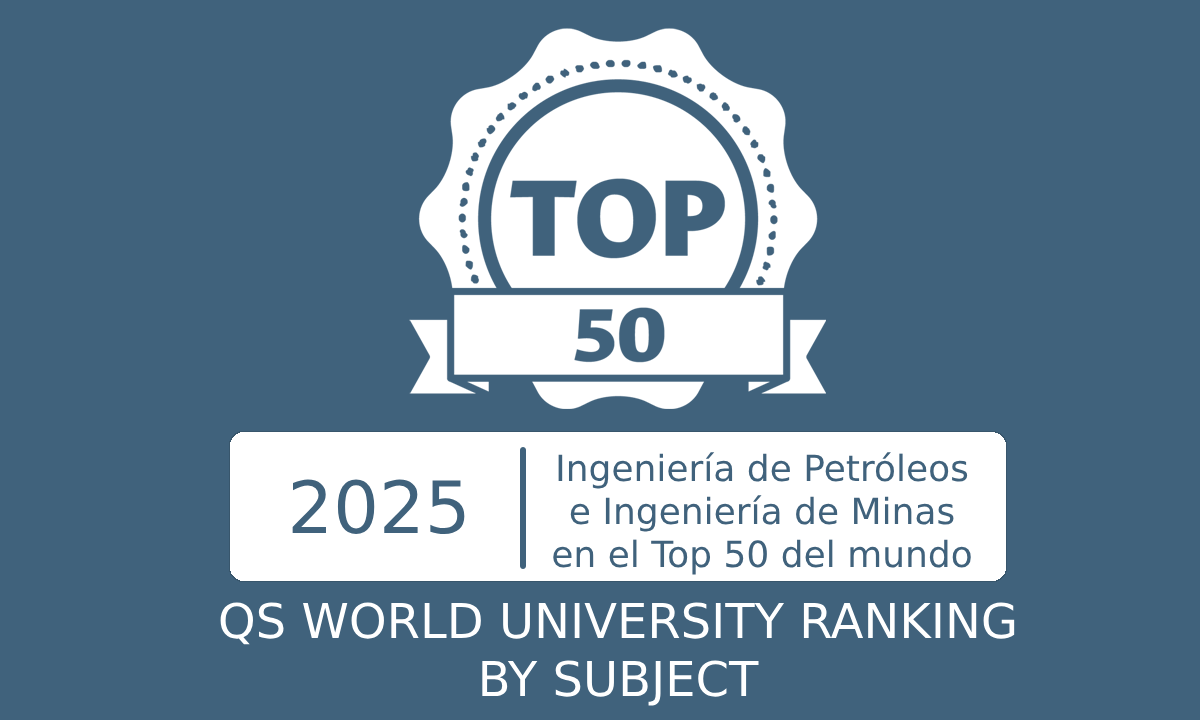 TOP
50
2025
Ingeniería de Petróleos
e Ingeniería de Minas
en el Top 50 del mundo
QS WORLD UNIVERSITY RANKING
BY SUBJECT